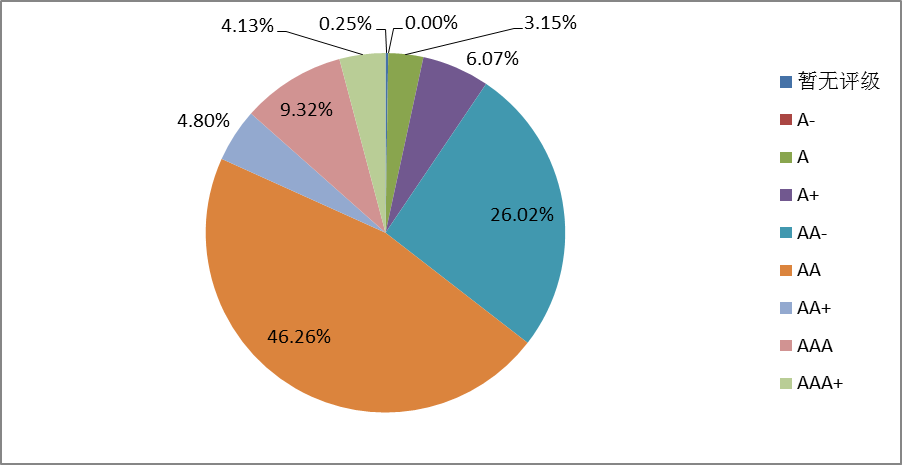 4.13%
0.25%
0.00%
3.15%
6.07%
26.02%
46.26%
4.80%
9.32%
暂无评级
A-
A
A+
AA-
AA
AA+
AAA
AAA+